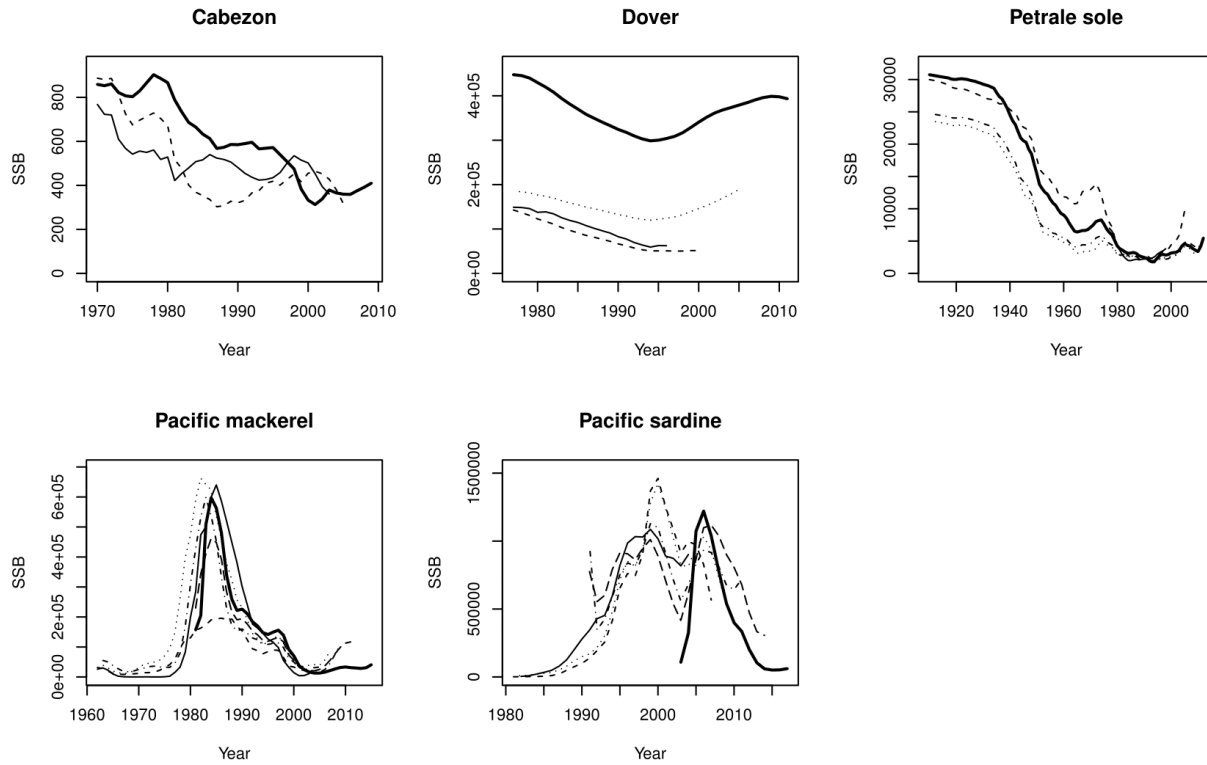 Cabezon
SSB
0 200 400 600 800
1970 1980 1990 2000 2010
Year
Dover
SSB
0e+00 2e+05 4e+05
1980 1990 2000 2010
Year
Petrale sole
SSB
0 10000 20000 30000
1920 1940 1960 1980 2000
Year
Pacific mackerel
SSB
0e+00 2e+05 4e+05 6e+05
1960 1970 1980 1990 2000 2010
Year
Pacific sardine
SSB
0 500000 1500000
1980 1990 2000 2010
Year